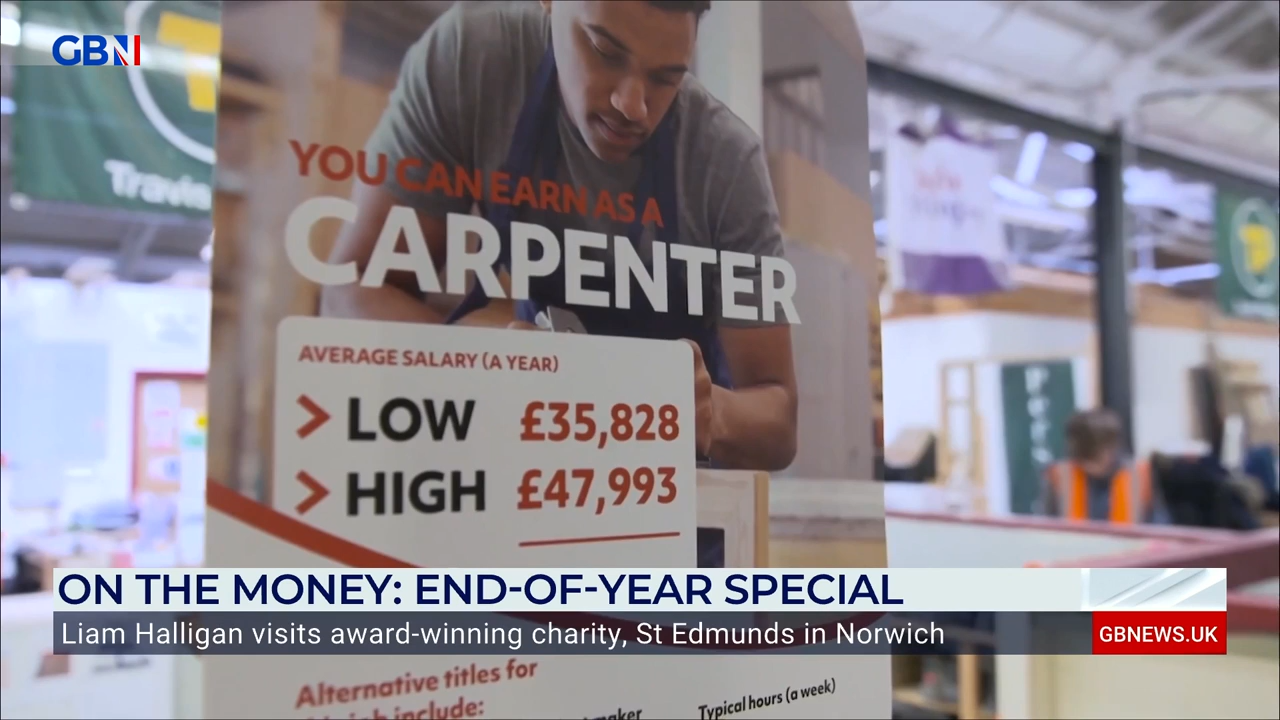 GBN
Travis
YOU CAN EARN AS A
CARPENTER
AVERAGE SALARY (A YEAR)
> LOW £35,828
> HIGH £47,993
ON THE MONEY: END-OF-YEAR SPECIAL
Liam Halligan visits award-winning charity, St Edmunds in Norwich
GBNEWS.UK
Alternative titles for
include:
Typical hours (a week)